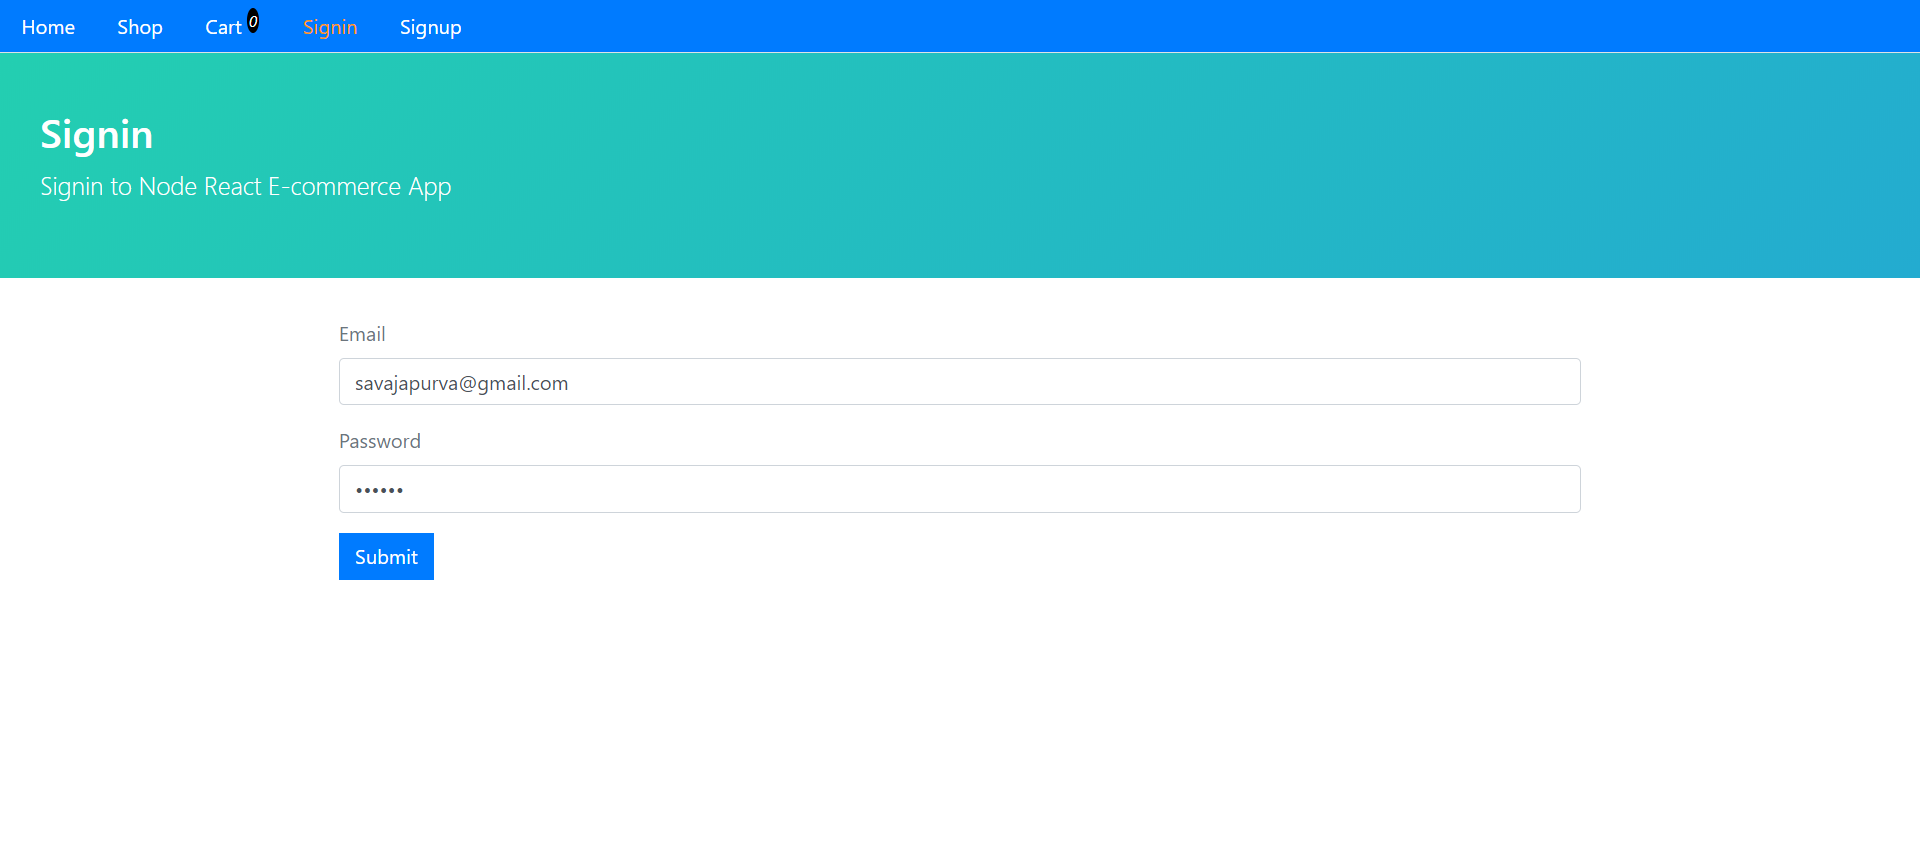 Home Shop Cart 0 Signin Signup
Signin
Signin to Node React E-commerce App
Email
savajapurva@gmail.com
Password
••••••
Submit